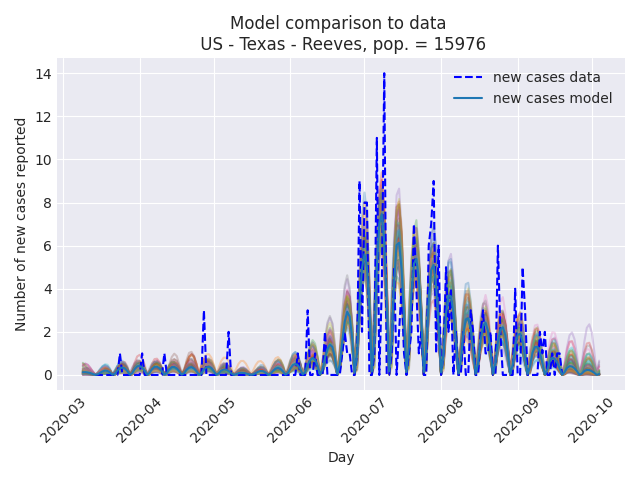 Model comparison to data
US - Texas - Reeves, pop. = 15976
new cases data
new cases model
Number of new cases reported
14
12
10
8
6
4
2
0
2020-03
2020-04
2020-05
2020-06
2020-07
2020-08
2020-09
2020-10
Day